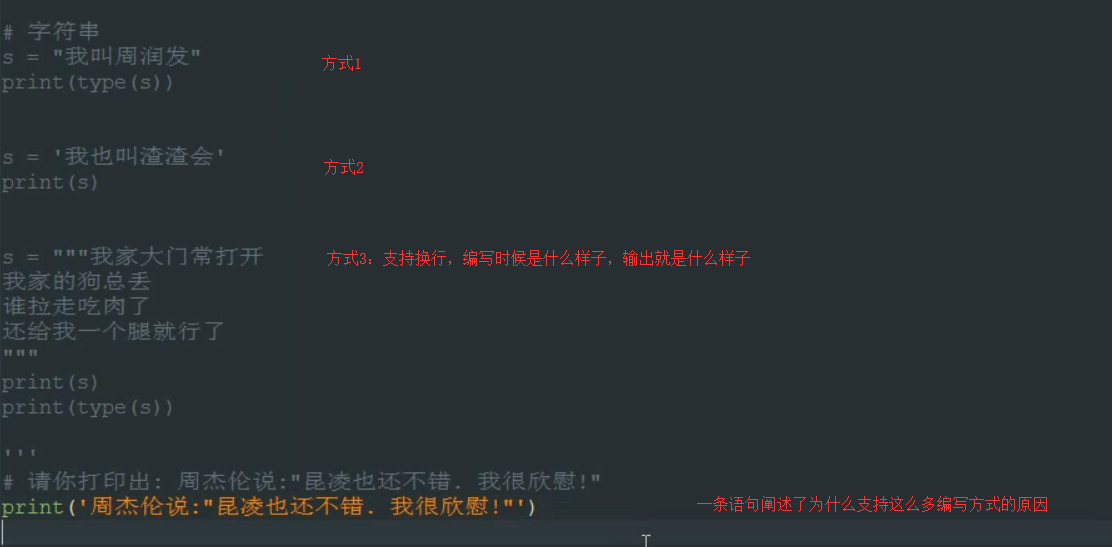 # 字符串
s = "我叫周润发" 方式1
print(type(s))
s = '我也叫渣渣会' 方式2
print(s)
s = """我家大门常打开 方式3：支持换行，编写时候是什么样子，输出就是什么样子
我家的狗总丢
谁拉走吃肉了
还给我一个腿就行了
"""
print(s)
print(type(s))
'''
# 请你打印出: 周杰伦说:"昆凌也还不错. 我很欣慰!"
print('周杰伦说:"昆凌也还不错. 我很欣慰!"') 一条语句阐述了为什么支持这么多编写方式的原因